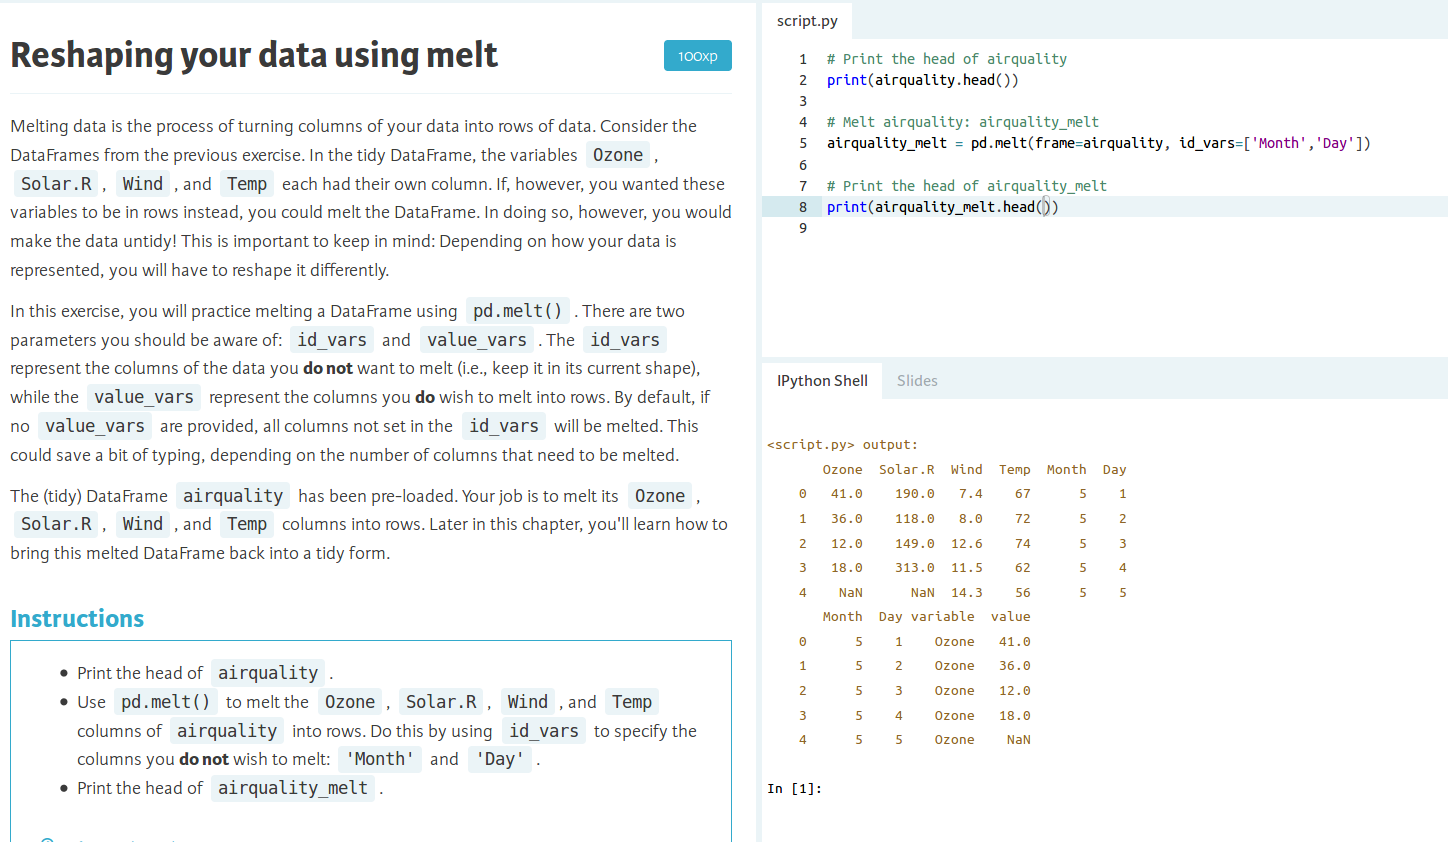 Reshaping your data using melt
100xp
Melting data is the process of turning columns of your data into rows of data. Consider the
DataFrames from the previous exercise. In the tidy DataFrame, the variables Ozone ,
Solar.R , Wind , and Temp each had their own column. If, however, you wanted these
variables to be in rows instead, you could melt the DataFrame. In doing so, however, you would
make the data untidy! This is important to keep in mind: Depending on how your data is
represented, you will have to reshape it differently.
In this exercise, you will practice melting a DataFrame using pd.melt() . There are two
parameters you should be aware of: id_vars and value_vars . The id_vars
represent the columns of the data you do not want to melt (i.e., keep it in its current shape),
while the value_vars represent the columns you do wish to melt into rows. By default, if
no value_vars are provided, all columns not set in the id_vars will be melted. This
could save a bit of typing, depending on the number of columns that need to be melted.
The (tidy) DataFrame airquality has been pre-loaded. Your job is to melt its Ozone ,
Solar.R , Wind , and Temp columns into rows. Later in this chapter, you'll learn how to
bring this melted DataFrame back into a tidy form.
Instructions
• Print the head of airquality .
• Use pd.melt() to melt the Ozone , Solar.R , Wind , and Temp
columns of airquality into rows. Do this by using id_vars to specify the
columns you do not wish to melt: 'Month' and 'Day' .
• Print the head of airquality_melt .
script.py
1 # Print the head of airquality
2 print(airquality.head())
3
4 # Melt airquality: airquality_melt
5 airquality_melt = pd.melt(frame=airquality, id_vars=['Month','Day'])
6
7 # Print the head of airquality_melt
8 print(airquality_melt.head())
9
IPython Shell Slides
<script.py> output:
Ozone Solar.R Wind Temp Month Day
0 41.0 190.0 7.4 67 5 1
1 36.0 118.0 8.0 72 5 2
2 12.0 149.0 12.6 74 5 3
3 18.0 313.0 11.5 62 5 4
4 NaN NaN 14.3 56 5 5
Month Day variable value
0 5 1 Ozone 41.0
1 5 2 Ozone 36.0
2 5 3 Ozone 12.0
3 5 4 Ozone 18.0
4 5 5 Ozone NaN
In [1]: